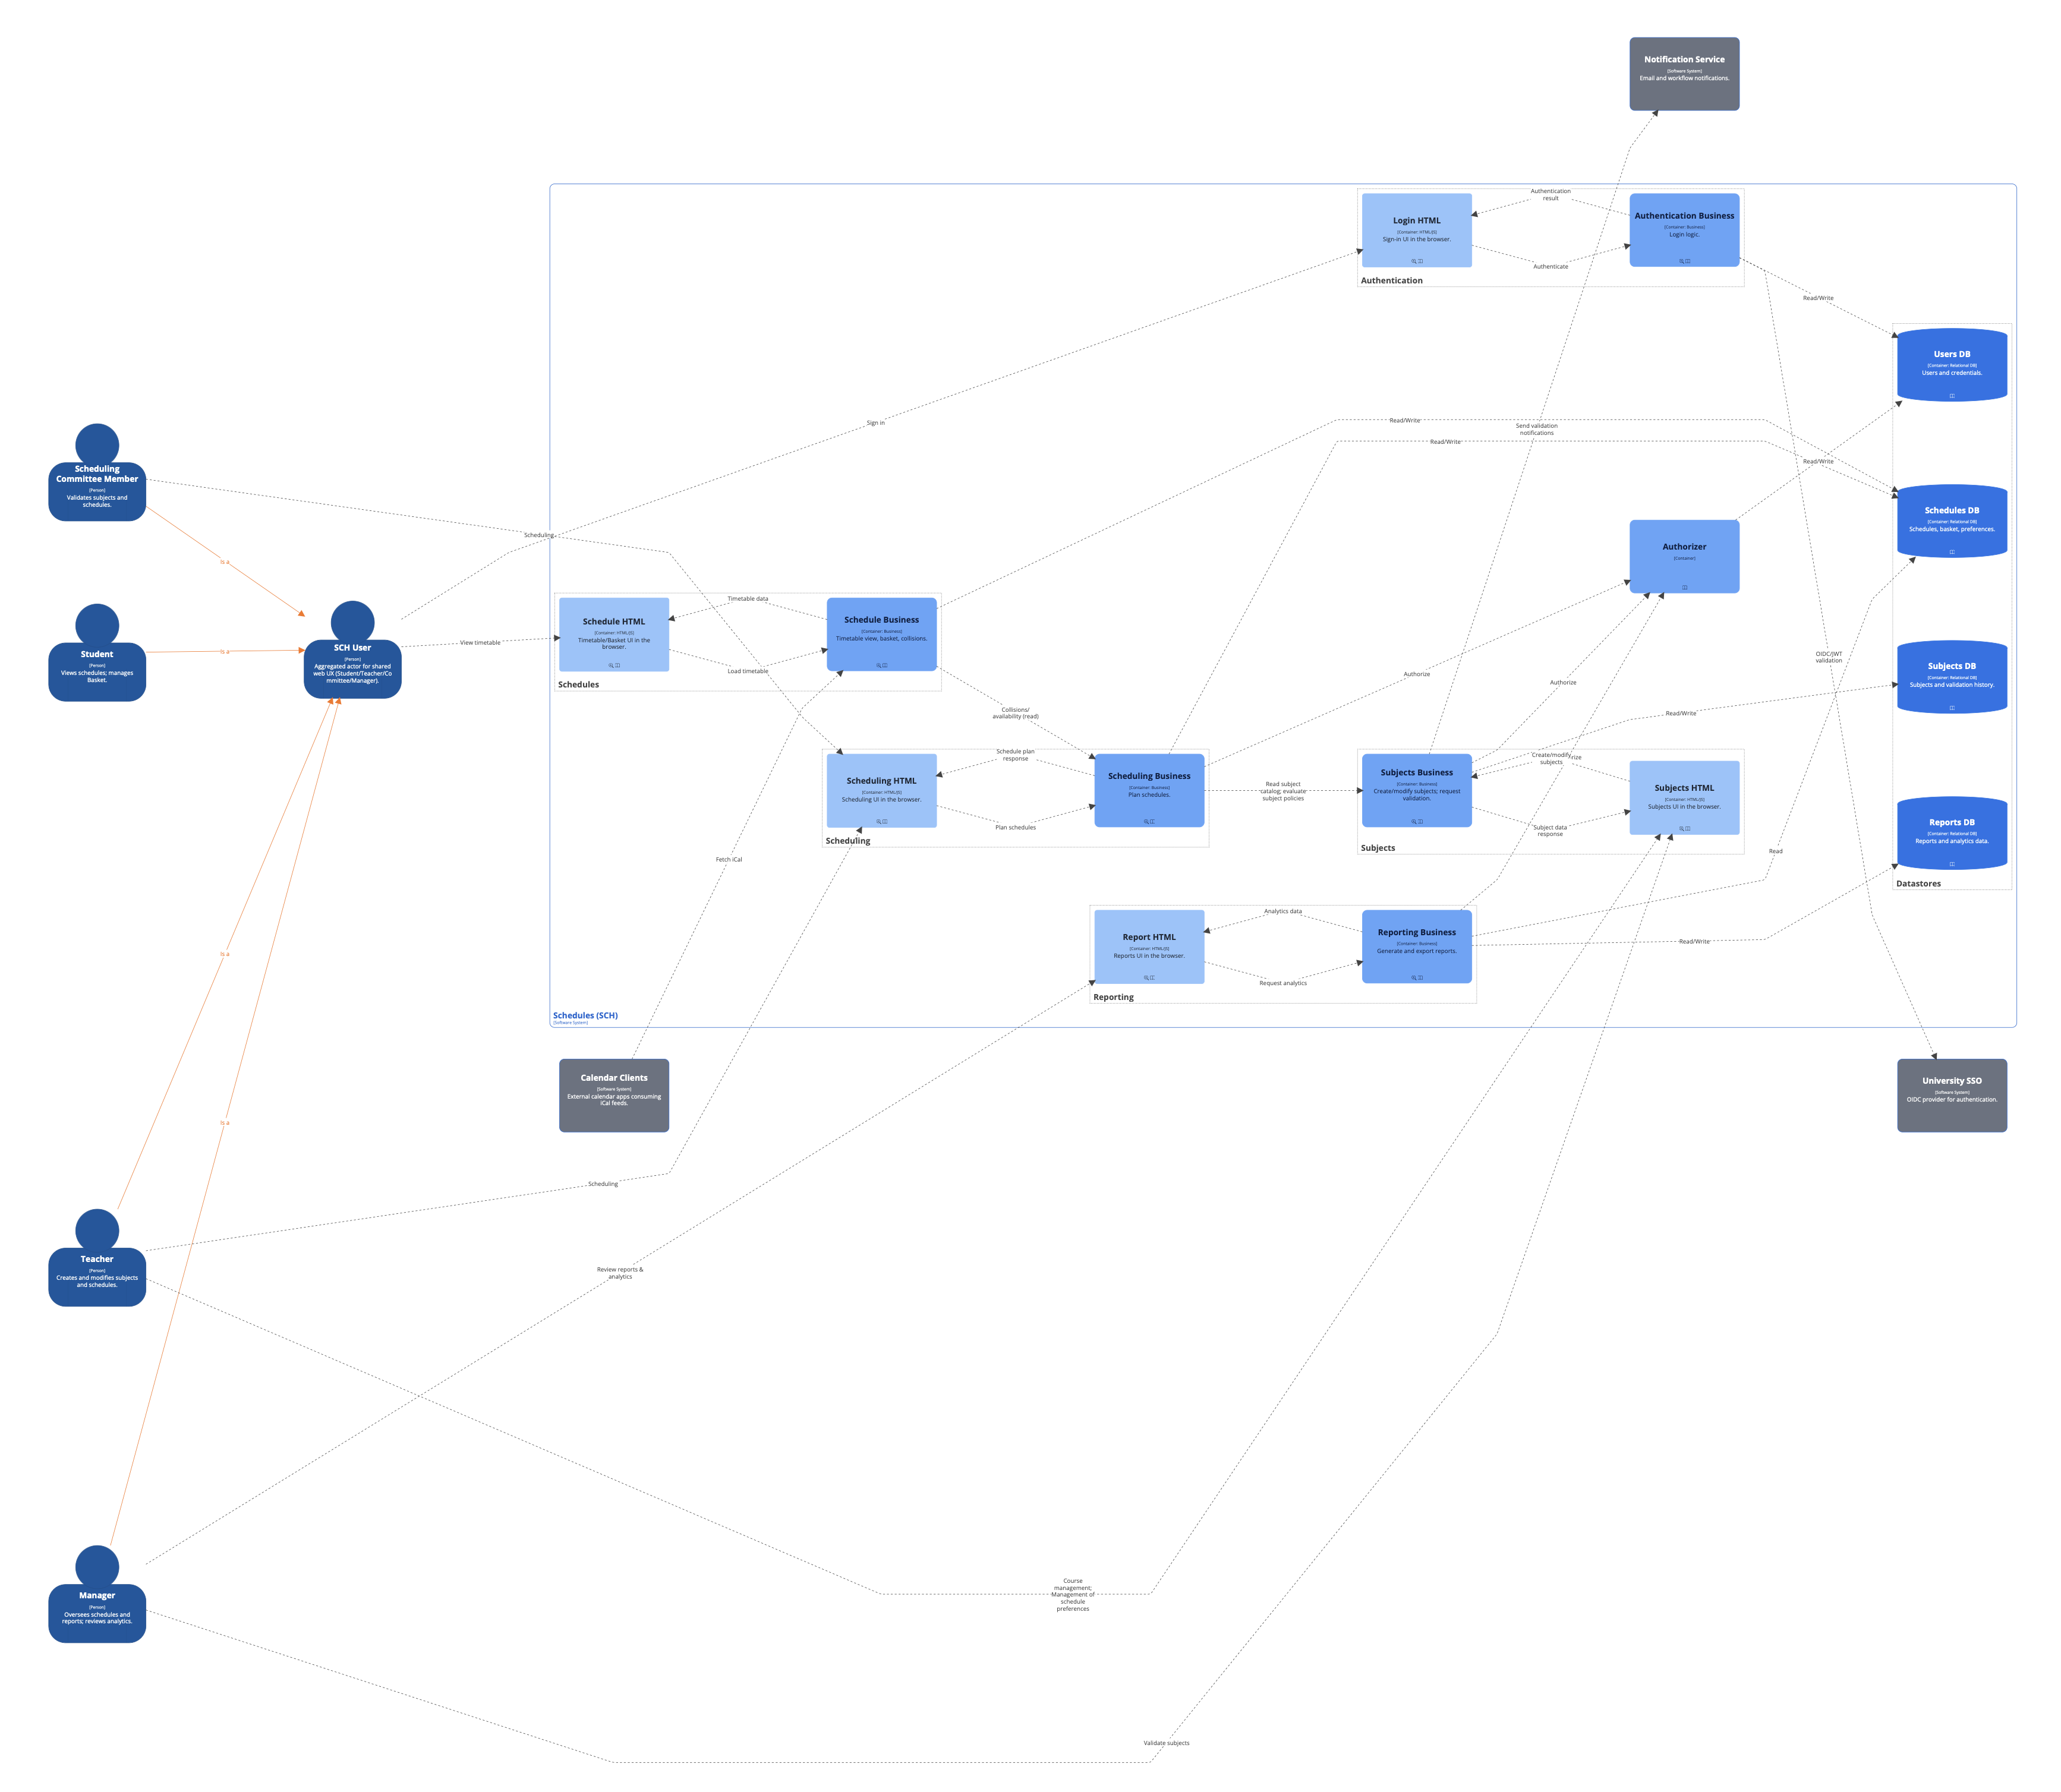 Notification Service
[Software System]
Email and workflow notifications.
Authentication
result
Login HTML
[Container: HTML/JS]
Sign-in UI in the browser.
Authentication Business
[Container: Business]
Login logic.
Authenticate
Authentication
Read/Write
Users DB
[Container: Relational DB]
Users and credentials.
Sign in
Read/Write
Send validation
notifications
Read/Write
Read/Write
Scheduling
Committee Member
[Person]
Validates subjects and
schedules.
Schedules DB
[Container: Relational DB]
Schedules, basket, preferences.
Scheduling
Authorizer
[Container]
Is a
Timetable data
Schedule HTML
[Container: HTML/JS]
Timetable/Basket UI in the
browser.
Schedule Business
[Container: Business]
Timetable view, basket, collisions.
Load timetable
Schedules
View timetable
SCH User
[Person]
Aggregated actor for shared
web UX (Student/Teacher/Co
mmittee/Manager).
Student
[Person]
Views schedules; manages
Basket.
Is a
OIDC/JWT
validation
Authorize
Authorize
Subjects DB
[Container: Relational DB]
Subjects and validation history.
Collisions/
availability (read)
Read/Write
Schedule plan
response
Scheduling HTML
[Container: HTML/JS]
Scheduling UI in the browser.
Scheduling Business
[Container: Business]
Plan schedules.
Plan schedules
Scheduling
Read subject
catalog; evaluate
subject policies
Subjects Business
[Container: Business]
Create/modify subjects; request
validation.
Create/modify
subjects
rize
Subjects HTML
[Container: HTML/JS]
Subjects UI in the browser.
Subject data
response
Subjects
Reports DB
[Container: Relational DB]
Reports and analytics data.
Read
Datastores
Fetch iCal
Analytics data
Report HTML
[Container: HTML/JS]
Reports UI in the browser.
Reporting Business
[Container: Business]
Generate and export reports.
Request analytics
Reporting
Read/Write
Is a
Schedules (SCH)
[Software System]
Calendar Clients
[Software System]
External calendar apps consuming
iCal feeds.
University SSO
[Software System]
OIDC provider for authentication.
Is a
Scheduling
Teacher
[Person]
Creates and modifies subjects
and schedules.
Review reports &
analytics
Manager
[Person]
Oversees schedules and
reports; reviews analytics.
Course
management;
Management of
schedule
preferences
Validate subjects